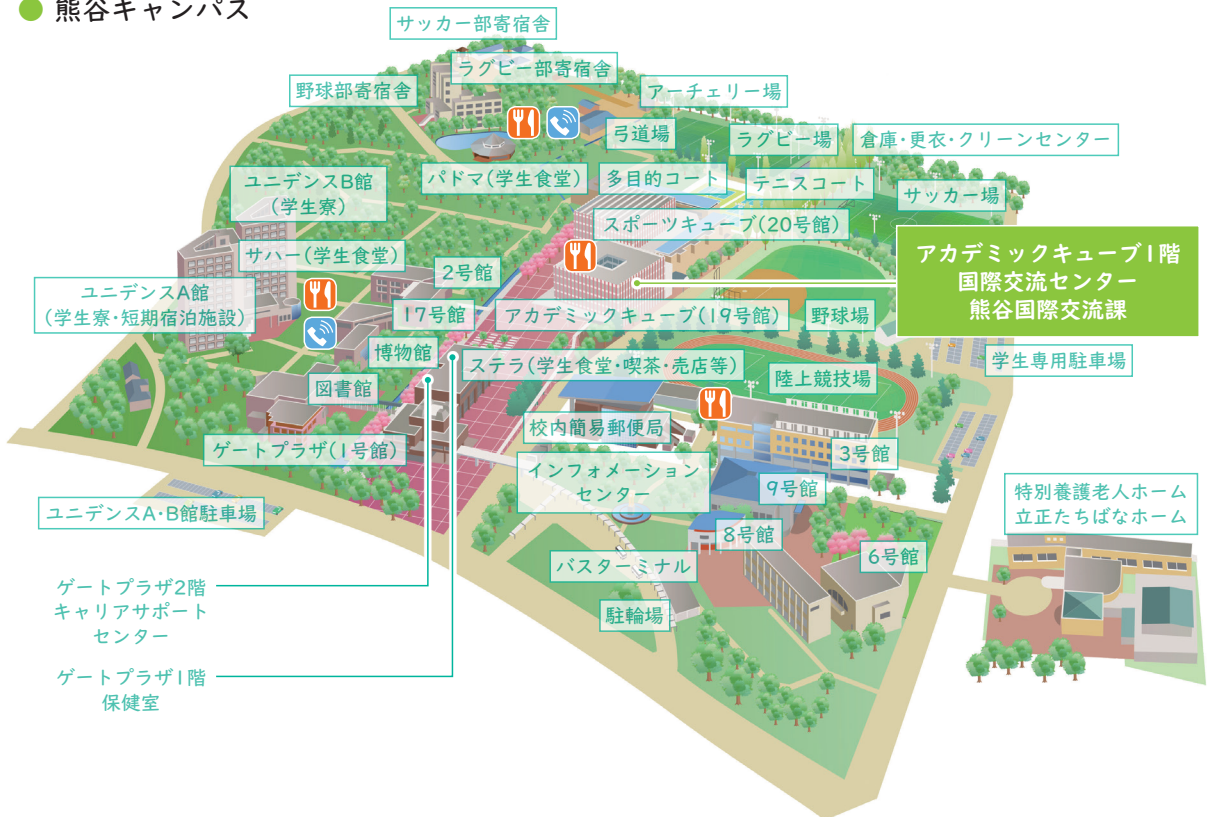 熊谷キャンパス
サッカー部寄宿舎
ラグビー部寄宿舎
野球部寄宿舎
アーチェリー場
弓道場
ラグビー場
倉庫・更衣・クリーンセンター
ユニデンスB館
(学生寮)
パドマ(学生食堂)
多目的コート
テニスコート
サッカー場
スポーツキューブ(20号館)
サハー(学生食堂)
2号館
アカデミックキューブ1階
国際交流センター
熊谷国際交流課
ユニデンスA館
(学生寮・短期宿泊施設)
17号館
アカデミックキューブ(19号館)
野球場
博物館
ステラ(学生食堂・喫茶・売店等)
学生専用駐車場
図書館
陸上競技場
校内簡易郵便局
ゲートプラザ(1号館)
3号館
インフォメーション
センター
9号館
特別養護老人ホーム
立正たちばなホーム
ユニデンスA・B館駐車場
8号館
6号館
バスターミナル
駐輪場
ゲートプラザ2階
キャリアサポート
センター
ゲートプラザ1階
保健室